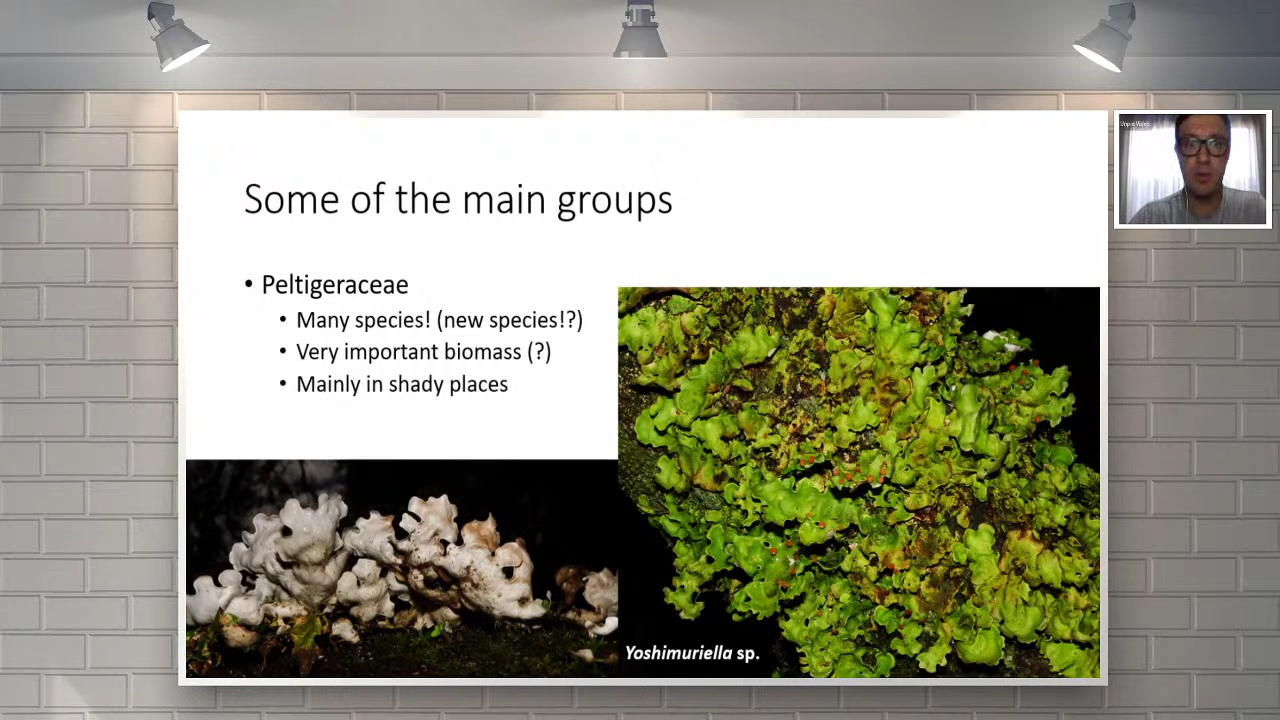 Some of the main groups
• Peltigeraceae
• Many species! (new species!?)
• Very important biomass (?)
• Mainly in shady places
Yoshimuriella sp.